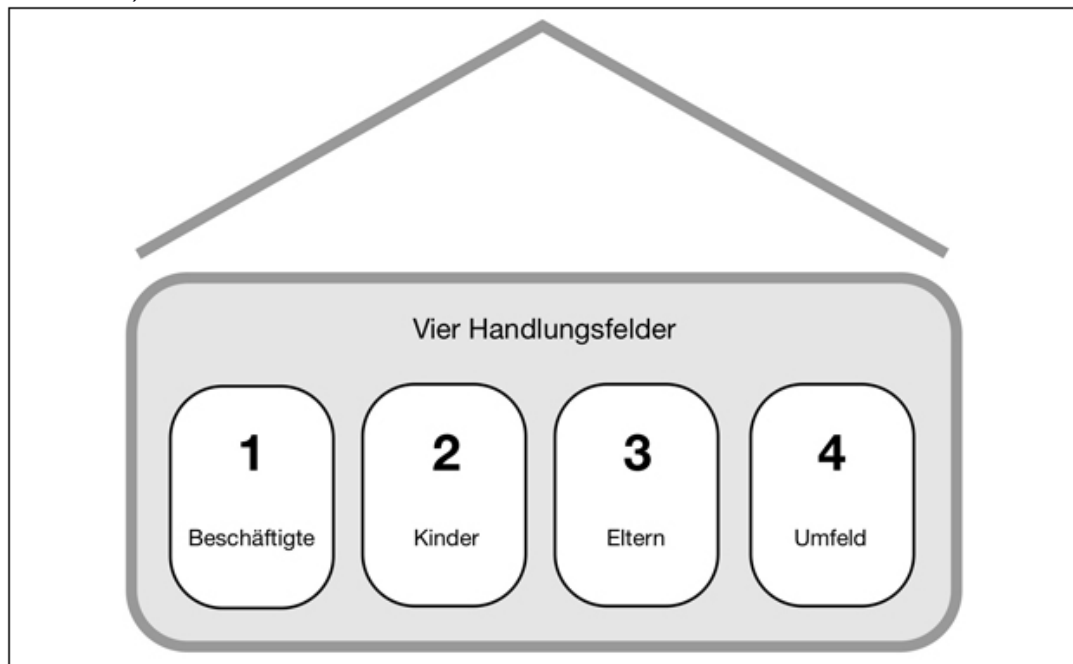 Vier Handlungsfelder
1
Beschäftigte
2
Kinder
3
Eltern
4
Umfeld